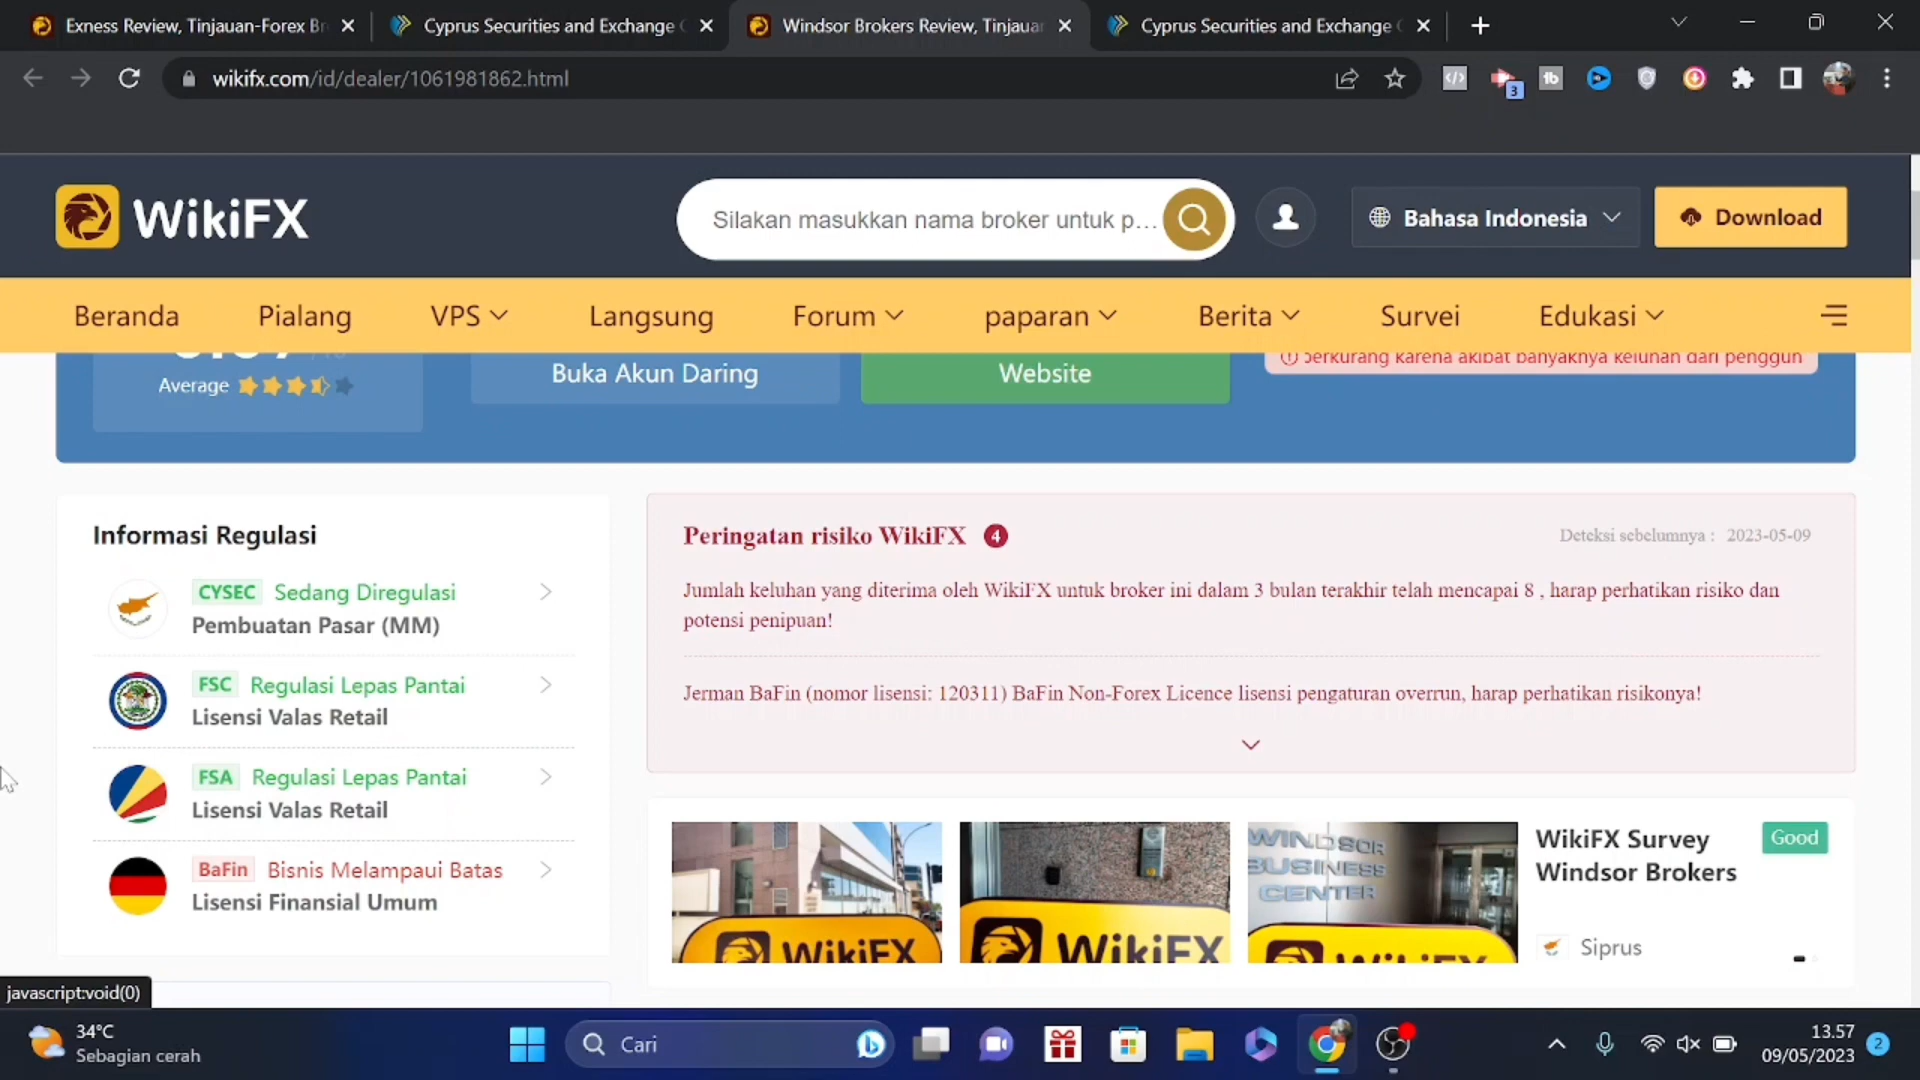 Exness Review, Tinjauan-Forex Br
Cyprus Securities and Exchange C
Windsor Brokers Review, Tinjauan
Cyprus Securities and Exchange C
wikifx.com/id/dealer/1061981862.html
3
WikiFX
Silakan masukkan nama broker untuk p...
Bahasa Indonesia
Download
Beranda
Pialang
VPS
Langsung
Forum
paparan
Berita
Survei
Edukasi
Average
Buka Akun Daring
Website
berkurang karena akibat banyaknya keluhan dari penggun
Informasi Regulasi
CYSEC Sedang Diregulasi
Pembuatan Pasar (MM)
FSC Regulasi Lepas Pantai
Lisensi Valas Retail
FSA Regulasi Lepas Pantai
Lisensi Valas Retail
BaFin Bisnis Melampaui Batas
Lisensi Finansial Umum
Peringatan risiko WikiFX 4
Deteksi sebelumnya : 2023-05-09
Jumlah keluhan yang diterima oleh WikiFX untuk broker ini dalam 3 bulan terakhir telah mencapai 8 , harap perhatikan risiko dan
potensi penipuan!
Jerman BaFin (nomor lisensi: 120311) BaFin Non-Forex Licence lisensi pengaturan overrun, harap perhatikan risikonya!
WikiFX
WikiFX
WINDSOR
BUSINESS
CENTER
WikiFX
WikiFX Survey
Windsor Brokers
Good
Siprus
javascript:void(0)
34°C
Sebagian cerah
Cari
13.57
09/05/2023
2